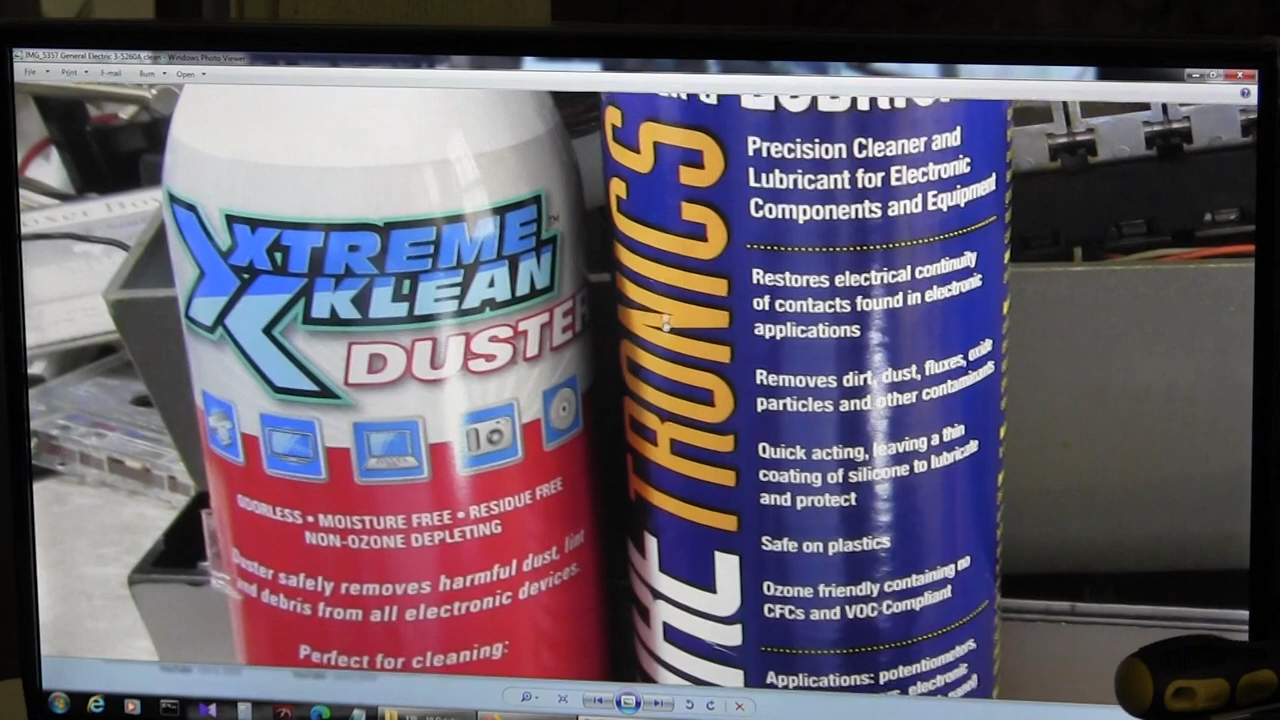 IMG_5357 General Electric 3-5260A clean - Windows Photo Viewer
File Print E-mail Burn Open
XTREME
KLEAN
™
DUSTER
ODORLESS • MOISTURE FREE • RESIDUE FREE
NON-OZONE DEPLETING
Duster safely removes harmful dust, lint
and debris from all electronic devices.
Perfect for cleaning:
TRONICS
Precision Cleaner and
Lubricant for Electronic
Components and Equipment
Restores electrical continuity
of contacts found in electronic
applications
Removes dirt, dust, fluxes, oxide
particles and other contaminants
Quick acting, leaving a thin
coating of silicone to lubricate
and protect
Safe on plastics
Ozone friendly containing no
CFCs and VOC Compliant
Applications: potentiometers,
electronic